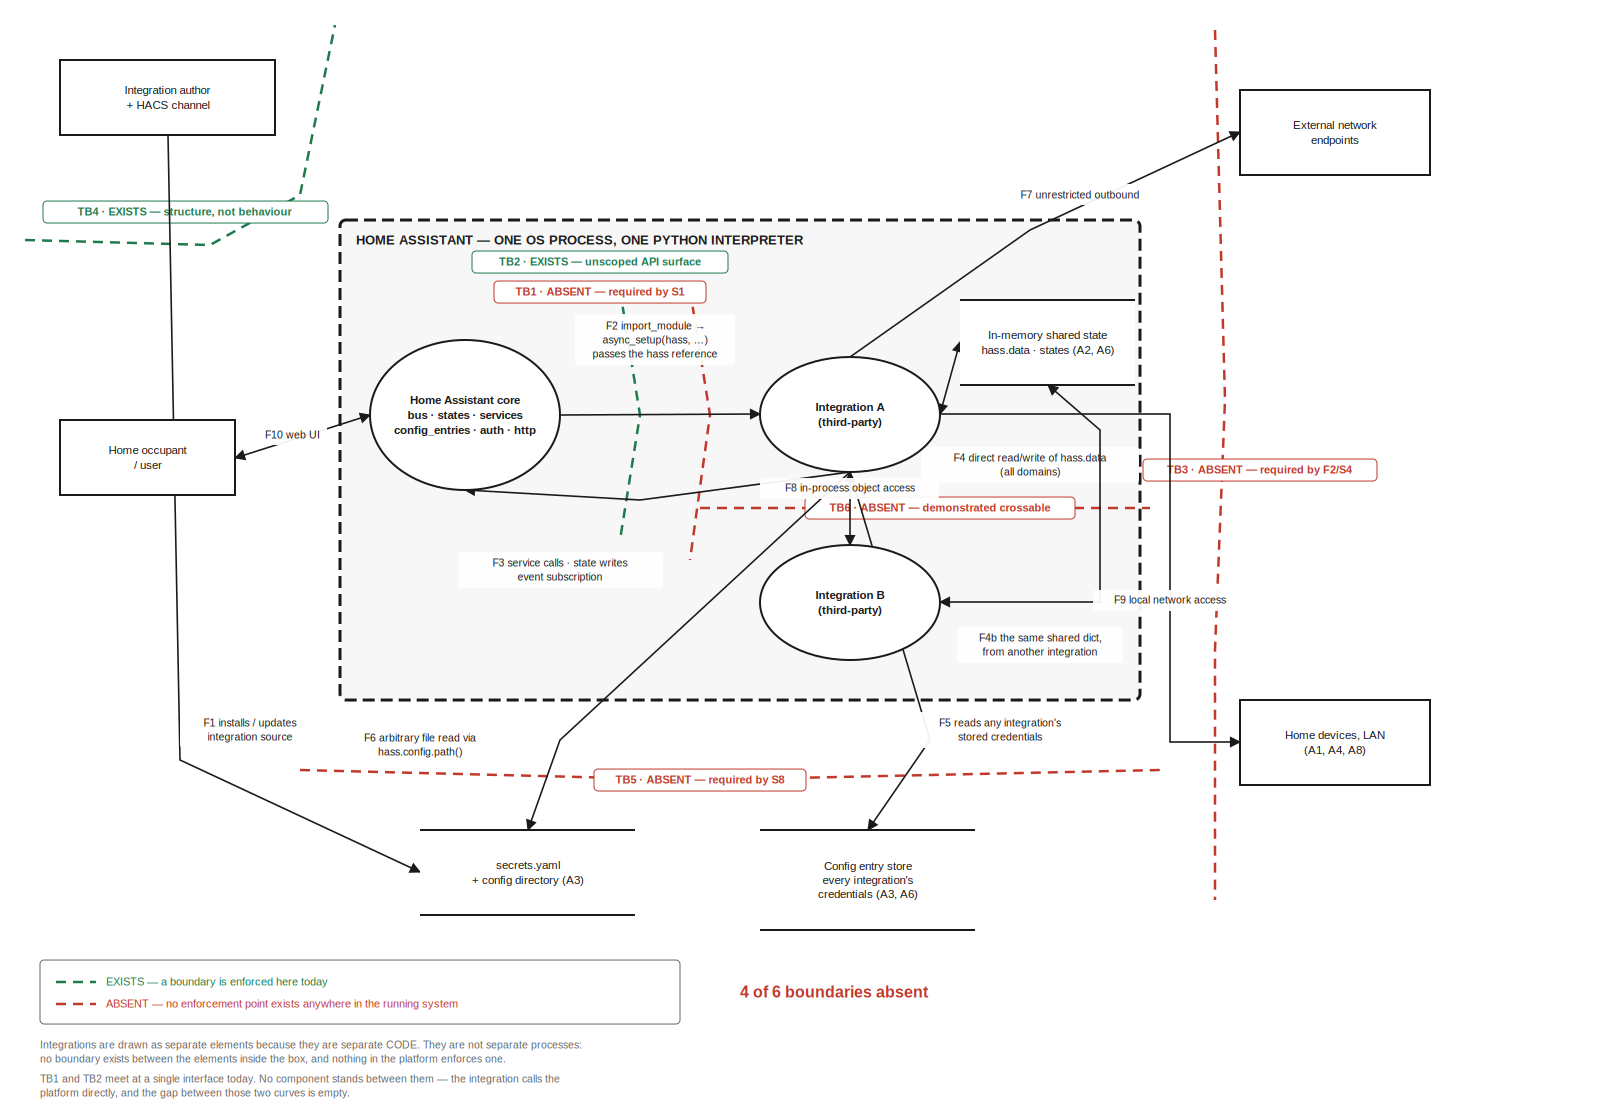 Integration author
+ HACS channel
External network
endpoints
F7 unrestricted outbound
TB4 · EXISTS — structure, not behaviour
HOME ASSISTANT — ONE OS PROCESS, ONE PYTHON INTERPRETER
TB2 · EXISTS — unscoped API surface
TB1 · ABSENT — required by S1
F2 import_module →
async_setup(hass, ...)
passes the hass reference
In-memory shared state
hass.data · states (A2, A6)
Home Assistant core
bus · states · services
config_entries · auth · http
Integration A
(third-party)
F10 web UI
Home occupant
/ user
F4 direct read/write of hass.data
(all domains)
TB3 · ABSENT — required by F2/S4
F8 in-process object access
TB6 · ABSENT — demonstrated crossable
F3 service calls · state writes
event subscription
Integration B
(third-party)
F9 local network access
F4b the same shared dict,
from another integration
F1 installs / updates
integration source
F6 arbitrary file read via
hass.config.path()
F5 reads any integration's
stored credentials
Home devices, LAN
(A1, A4, A8)
TB5 · ABSENT — required by S8
secrets.yaml
+ config directory (A3)
Config entry store
every integration's
credentials (A3, A6)
EXISTS — a boundary is enforced here today
ABSENT — no enforcement point exists anywhere in the running system
4 of 6 boundaries absent
Integrations are drawn as separate elements because they are separate CODE. They are not separate processes:
no boundary exists between the elements inside the box, and nothing in the platform enforces one.
TB1 and TB2 meet at a single interface today. No component stands between them — the integration calls the
platform directly, and the gap between those two curves is empty.